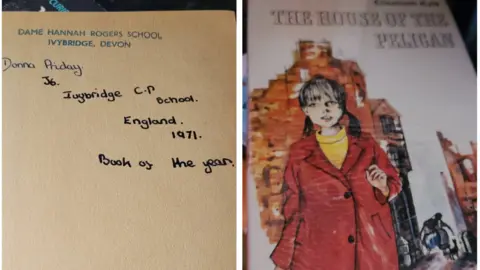 DAME HANNAH ROGERS SCHOOL
IVYBRIDGE, DEVON
Donna
J6.
Ivybridge C.P
School.
England.
1971.
Book of the year.
THE HOUSE OF THE
PELICAN